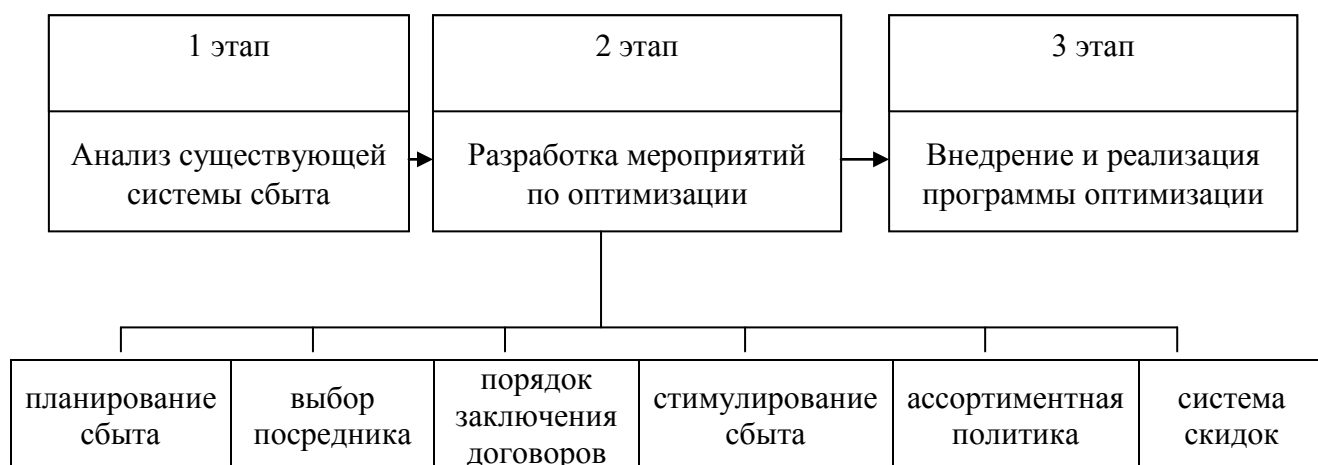 1 этап
2 этап
3 этап
Анализ существующей
системы сбыта
Разработка мероприятий
по оптимизации
Внедрение и реализация
программы оптимизации
планирование
сбыта
выбор
посредника
порядок
заключения
договоров
стимулирование
сбыта
ассортиментная
политика
система
скидок